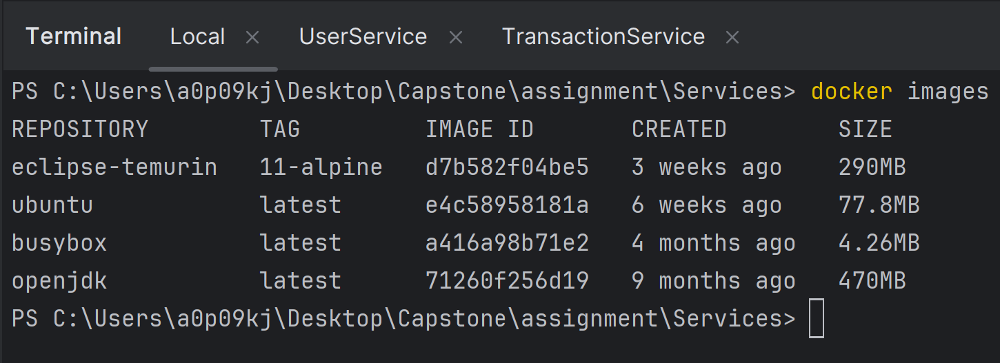 Terminal Local × UserService × TransactionService ×
PS C:\Users\a0p09kj\Desktop\Capstone\assignment\Services> docker images
REPOSITORY TAG IMAGE ID CREATED SIZE
eclipse-temurin 11-alpine d7b582f04be5 3 weeks ago 290MB
ubuntu latest e4c58958181a 6 weeks ago 77.8MB
busybox latest a416a98b71e2 4 months ago 4.26MB
openjdk latest 71260f256d19 9 months ago 470MB
PS C:\Users\a0p09kj\Desktop\Capstone\assignment\Services>